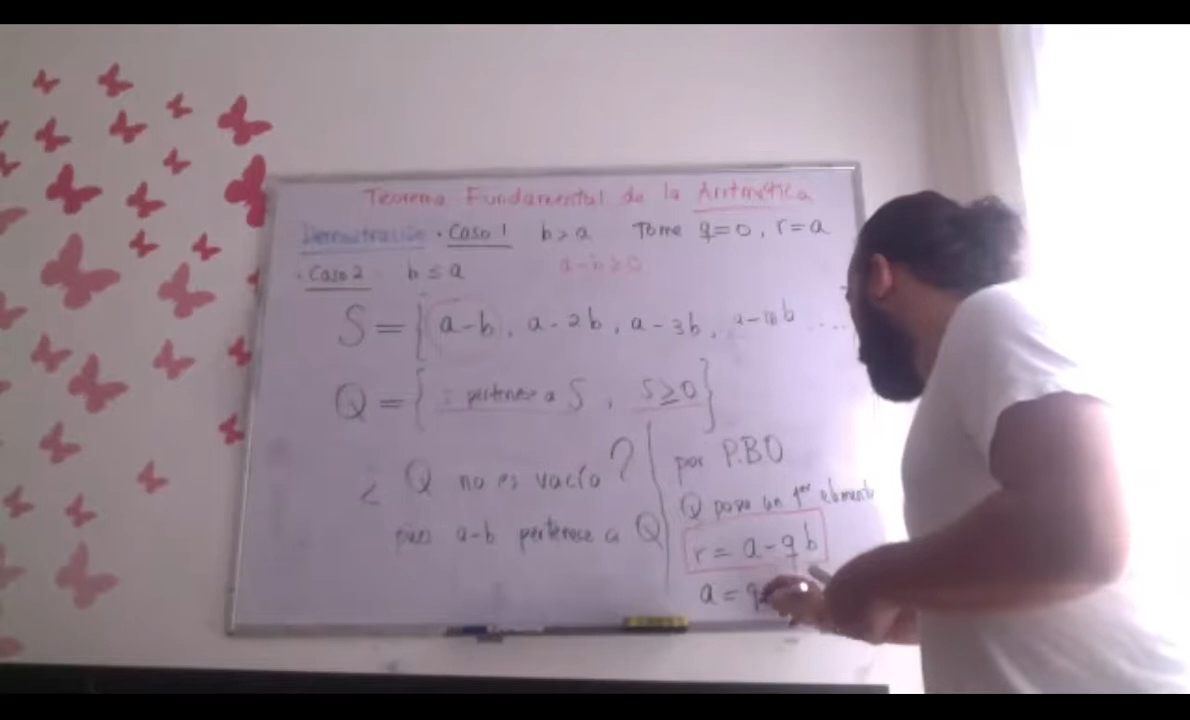 Teorema Fundamental de la Aritmética
Demostración · Caso 1 b > a Tome q=0, r=a
· Caso 2 b ≤ a a-b≥0
S = { a-b, a-2b, a-3b, a-4b ...
Q = { : pertenece a S, S≥0 }
¿ Q no es vacío ?
pues a-b pertenece a Q
por P.B.O
Q posee un 1er elemento
r = a-qb
a = q